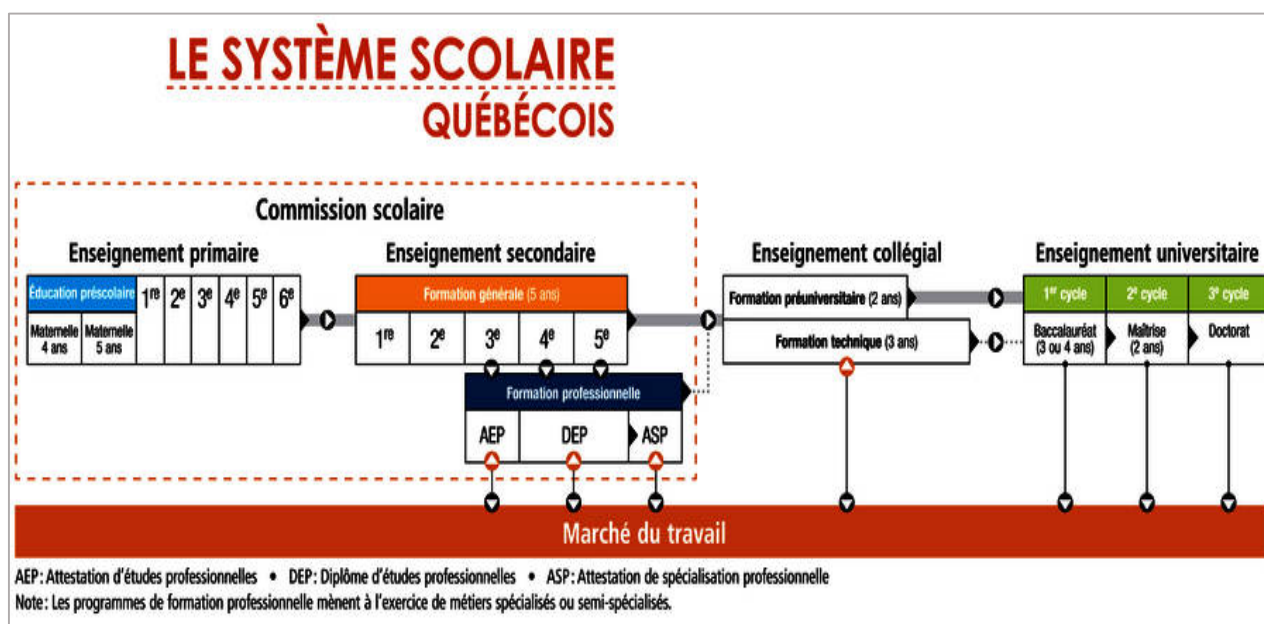 LE SYSTÈME SCOLAIRE
QUÉBÉCOIS
Commission scolaire
Enseignement primaire
Éducation préscolaire
Maternelle
4 ans
Maternelle
5 ans
1re
2e
3e
4e
5e
6e
Enseignement secondaire
Formation générale (5 ans)
1re
2e
3e
4e
5e
Formation professionnelle
AEP
DEP
ASP
Enseignement collégial
Formation préuniversitaire (2 ans)
Formation technique (3 ans)
Enseignement universitaire
1er cycle
2e cycle
3e cycle
Baccalauréat
(3 ou 4 ans)
Maîtrise
(2 ans)
Doctorat
Marché du travail
AEP : Attestation d'études professionnelles • DEP : Diplôme d'études professionnelles • ASP : Attestation de spécialisation professionnelle
Note : Les programmes de formation professionnelle mènent à l'exercice de métiers spécialisés ou semi-spécialisés.